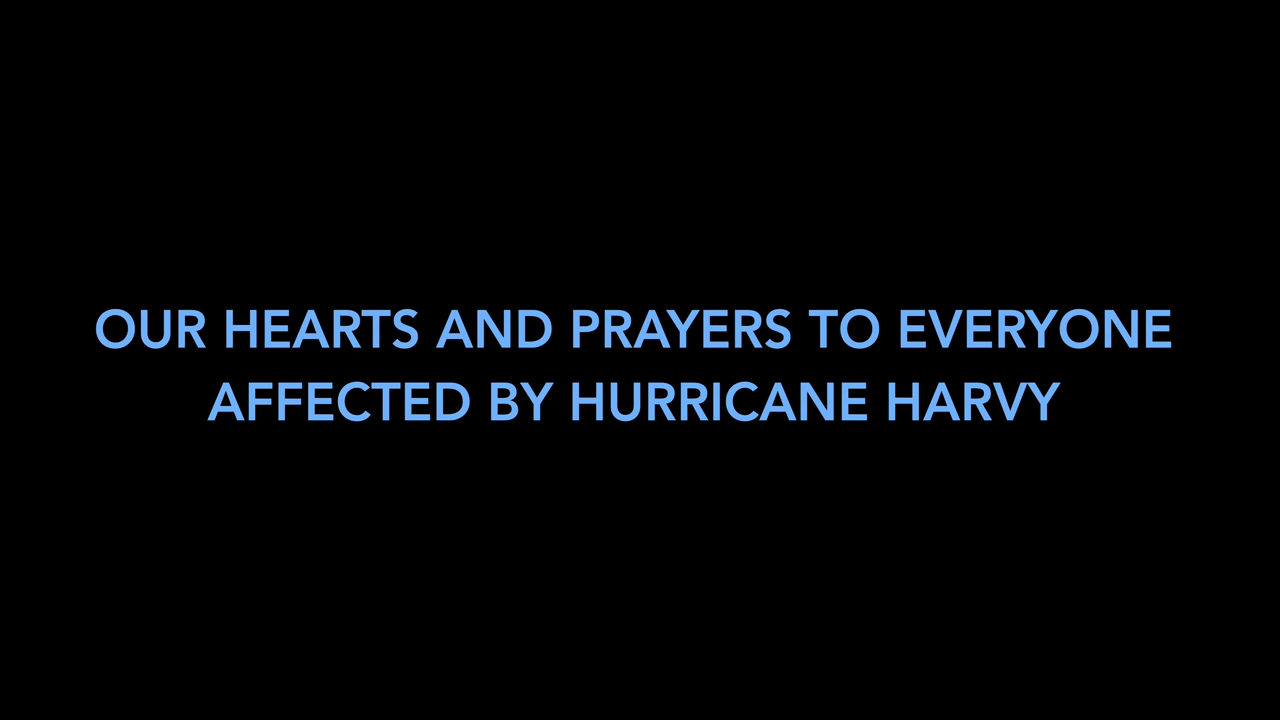 OUR HEARTS AND PRAYERS TO EVERYONE
AFFECTED BY HURRICANE HARVY